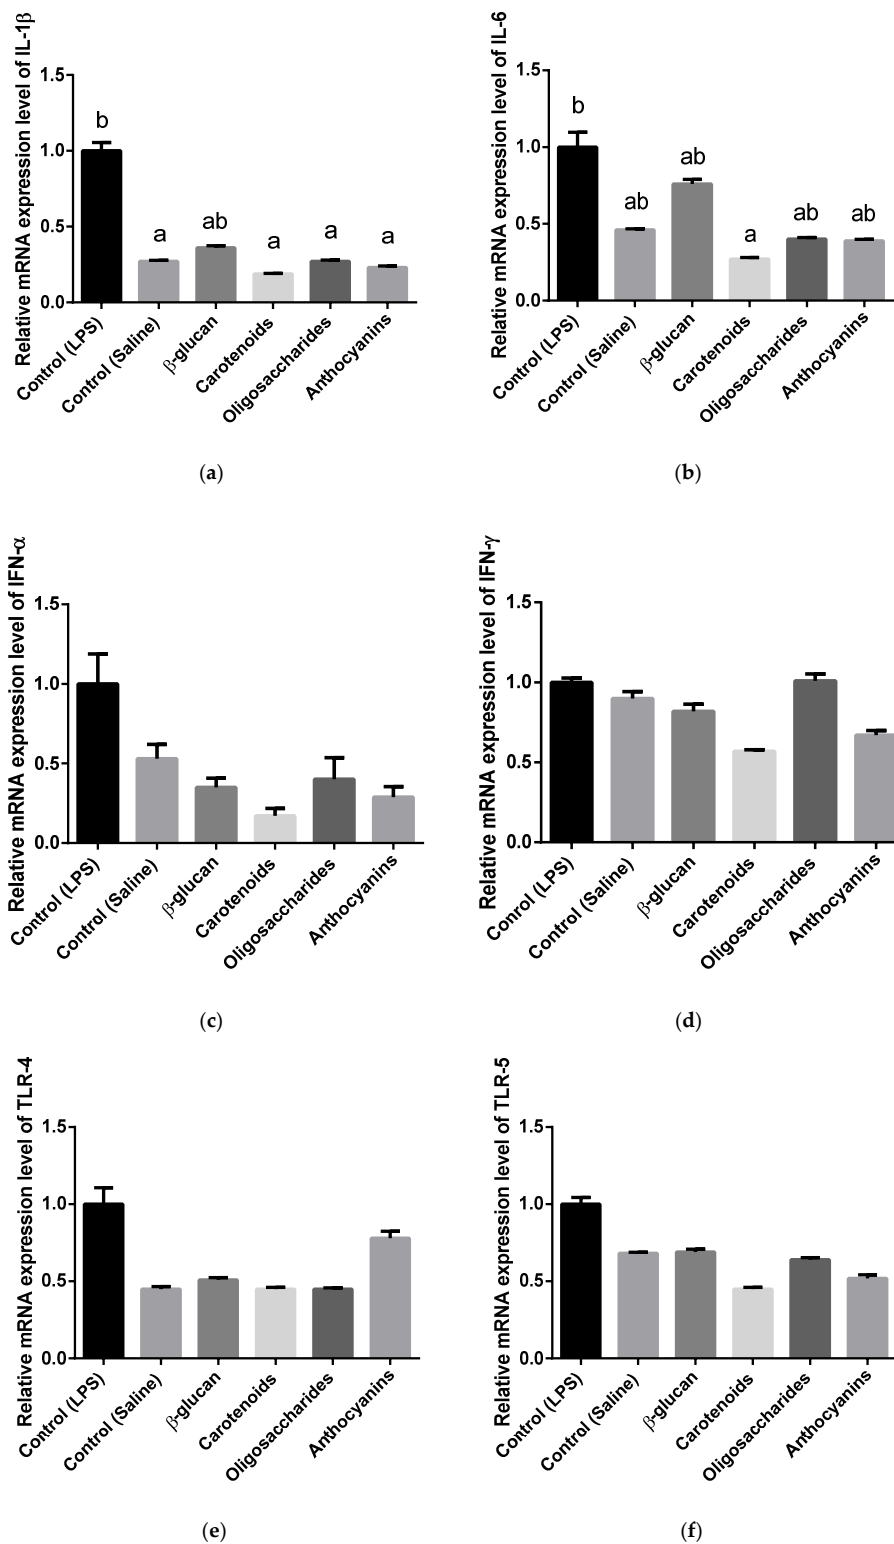 Relative mRNA expression level of IL-1β
1.5
1.0
0.5
0.0
b
a
ab
a
a
a
Control (LPS)
Control (Saline)
β-glucan
Carotenoids
Oligosaccharides
Anthocyanins
(a)
Relative mRNA expression level of IL-6
1.5
1.0
0.5
0.0
b
ab
ab
a
ab
ab
Control (LPS)
Control (Saline)
β-glucan
Carotenoids
Oligosaccharides
Anthocyanins
(b)
Relative mRNA expression level of IFN-α
1.5
1.0
0.5
0.0
Control (LPS)
Control (Saline)
β-glucan
Carotenoids
Oligosaccharides
Anthocyanins
(c)
Relative mRNA expression level of IFN-γ
1.5
1.0
0.5
0.0
Conrol (LPS)
Control (Saline)
β-glucan
Carotenoids
Oligosaccharides
Anthocyanins
(d)
Relative mRNA expression level of TLR-4
1.5
1.0
0.5
0.0
Control (LPS)
Control (Saline)
β-glucan
Carotenoids
Oligosaccharides
Anthocyanins
(e)
Relative mRNA expression level of TLR-5
1.5
1.0
0.5
0.0
Control (LPS)
Control (Saline)
β-glucan
Carotenoids
Oligosaccharides
Anthocyanins
(f)